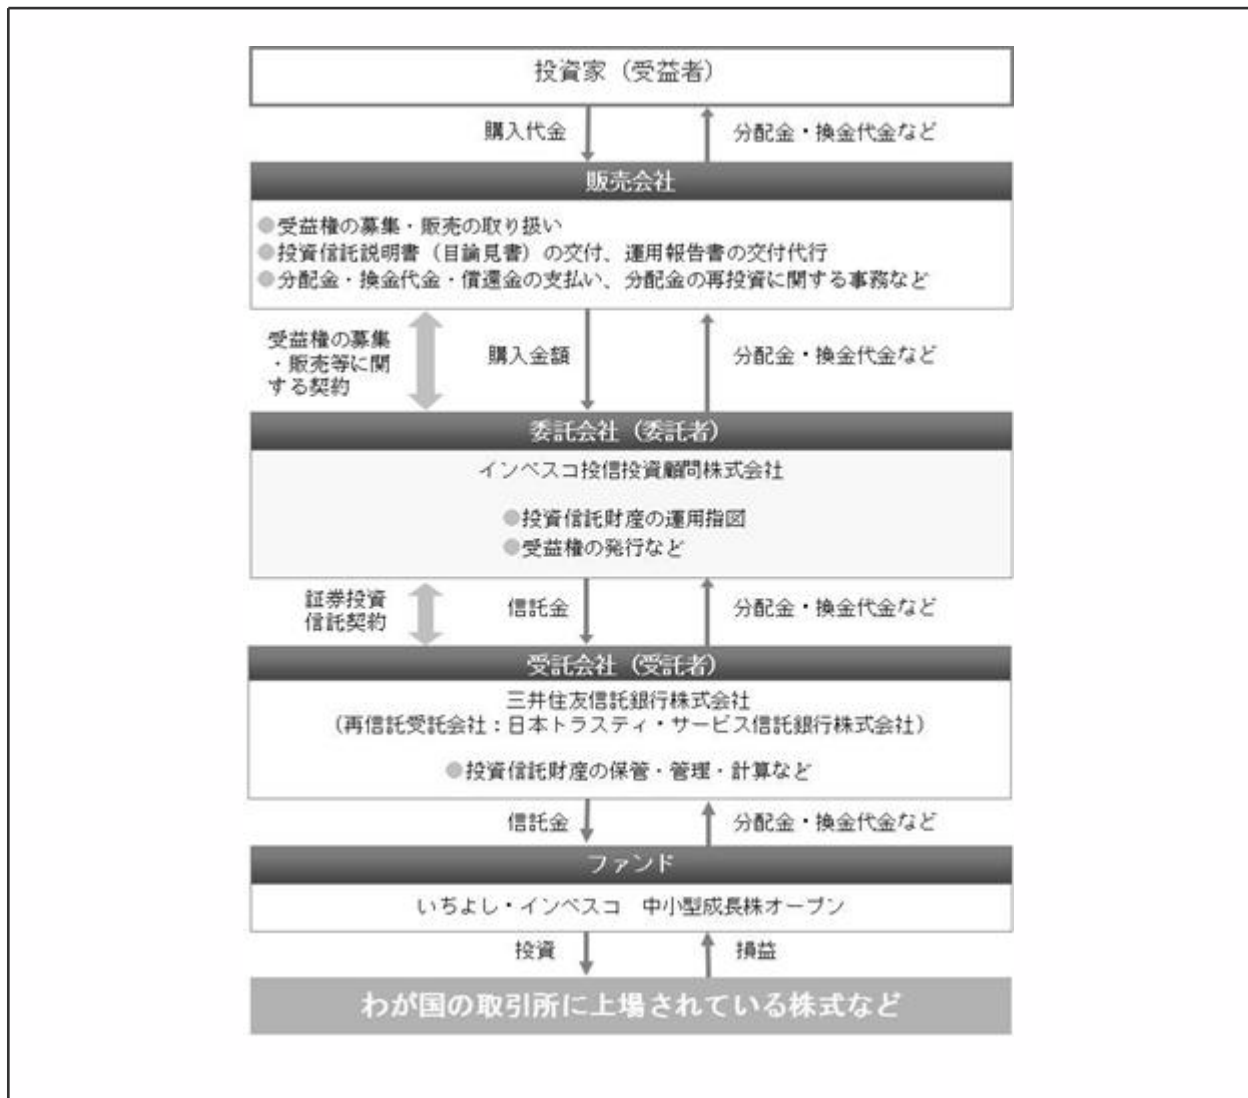 投資家（受益者）
購入代金
分配金・換金代金など
販売会社
●受益権の募集・販売の取り扱い
●投資信託説明書（目論見書）の交付、運用報告書の交付代行
●分配金・換金代金・償還金の支払い、分配金の再投資に関する事務など
受益権の募集
・販売等に関
する契約
購入金額
分配金・換金代金など
委託会社（委託者）
インベスコ投信投資顧問株式会社
●投資信託財産の運用指図
●受益権の発行など
証券投資
信託契約
信託金
分配金・換金代金など
受託会社（受託者）
三井住友信託銀行株式会社
（再信託受託会社：日本トラスティ・サービス信託銀行株式会社）
●投資信託財産の保管・管理・計算など
信託金
分配金・換金代金など
ファンド
いちよし・インベスコ　中小型成長株オープン
投資
損益
わが国の取引所に上場されている株式など